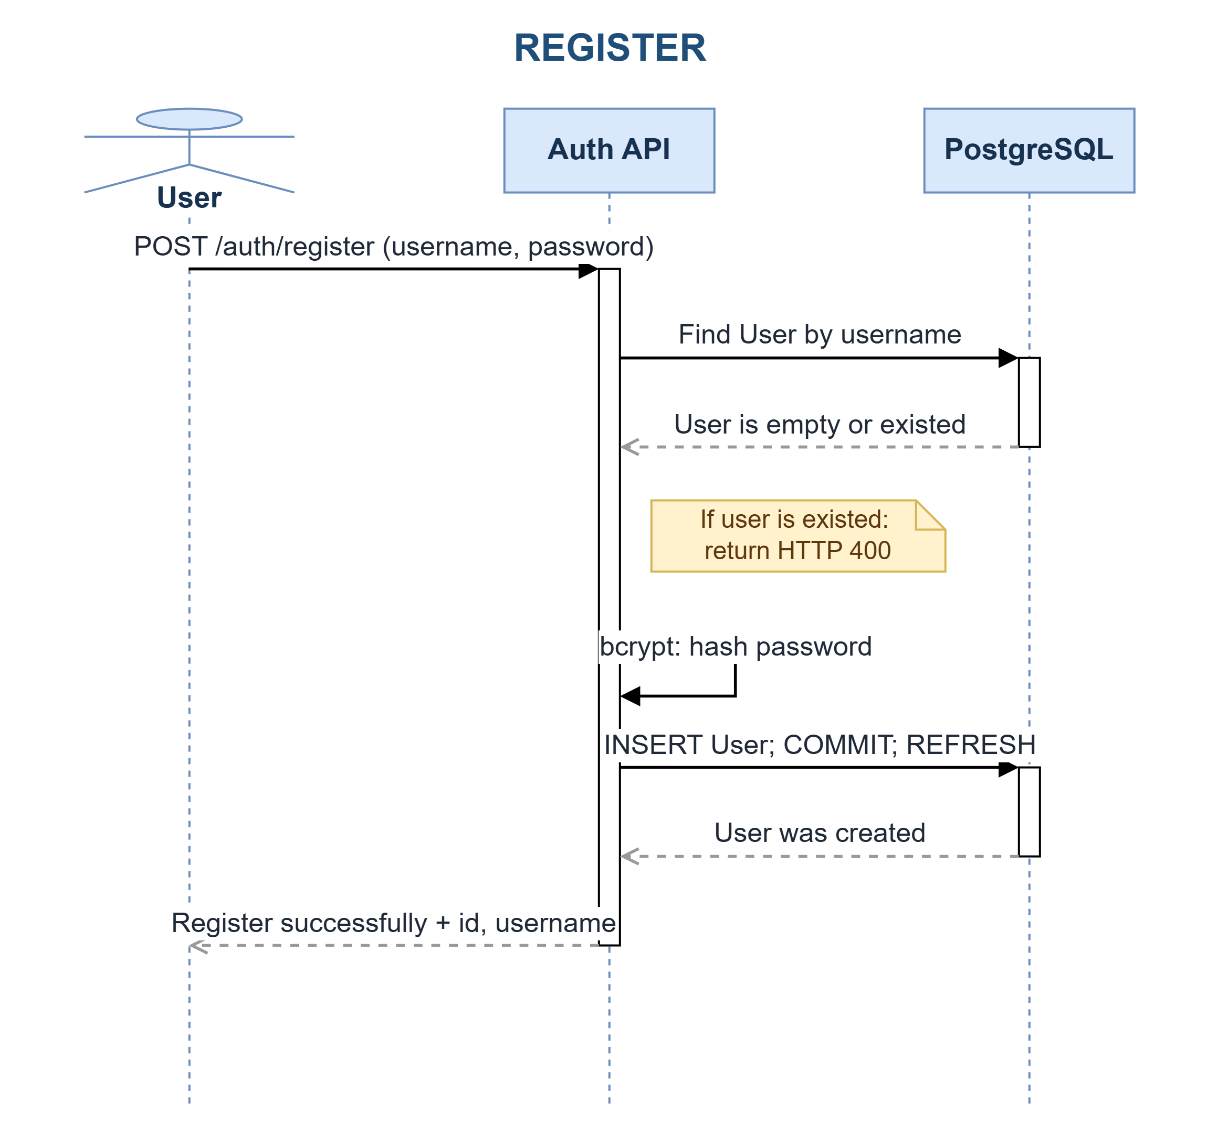 REGISTER
User
Auth API
PostgreSQL
POST /auth/register (username, password)
Find User by username
User is empty or existed
If user is existed:
return HTTP 400
bcrypt: hash password
INSERT User; COMMIT; REFRESH
User was created
Register successfully + id, username